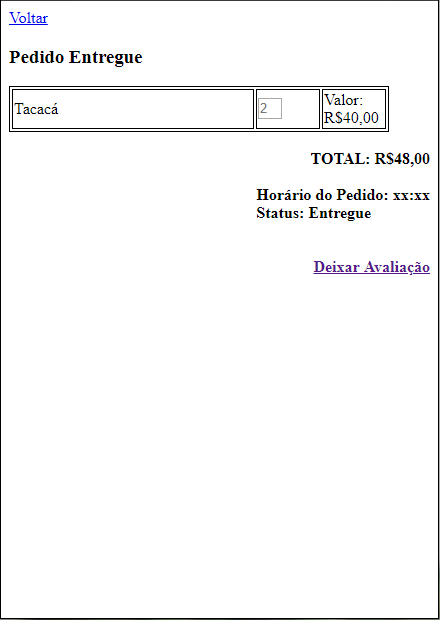 Voltar
Pedido Entregue
Tacacá
2
Valor:
R$40,00
TOTAL: R$48,00
Horário do Pedido: xx:xx
Status: Entregue
Deixar Avaliação